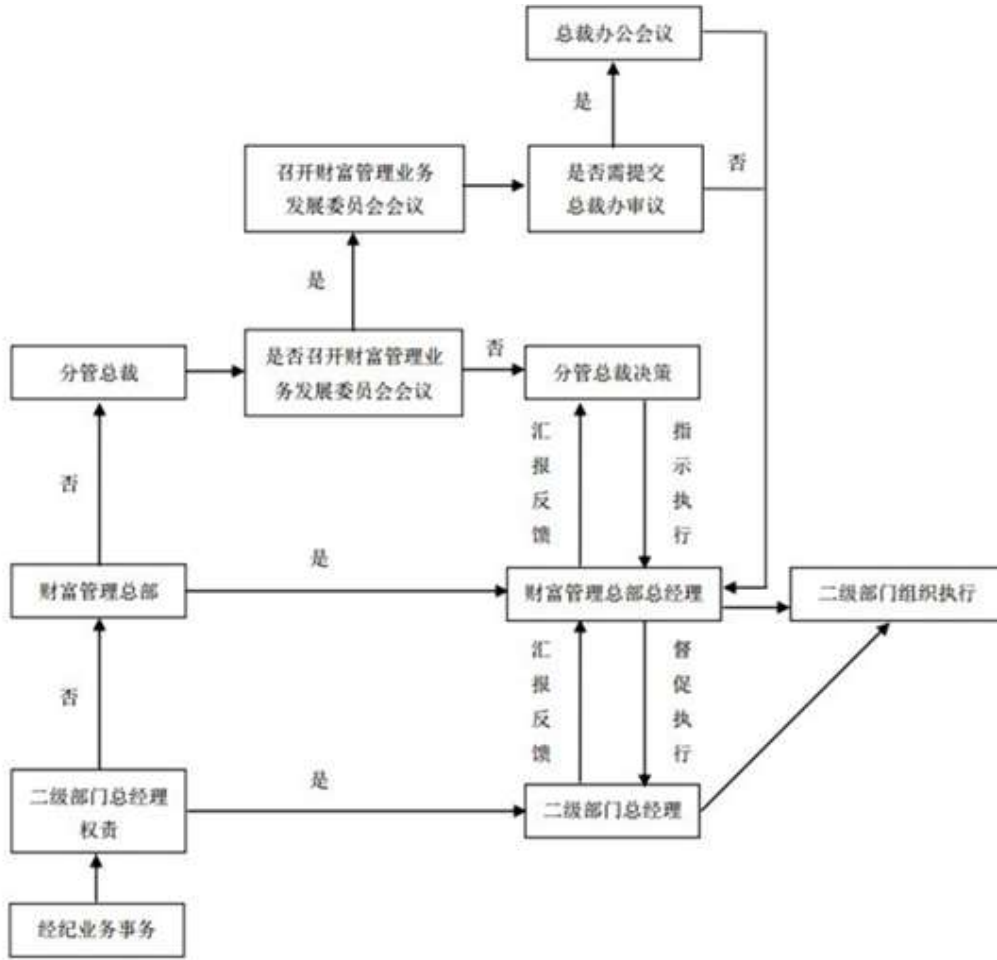 总裁办公会议
是
召开财富管理业务
发展委员会会议
是否需提交
总裁办审议
否
是
分管总裁
是否召开财富管理业
务发展委员会会议
否
分管总裁决策
汇报反馈
指示执行
否
是
财富管理总部
财富管理总部总经理
二级部门组织执行
汇报反馈
督促执行
否
是
二级部门总经理
权责
二级部门总经理
经纪业务事务